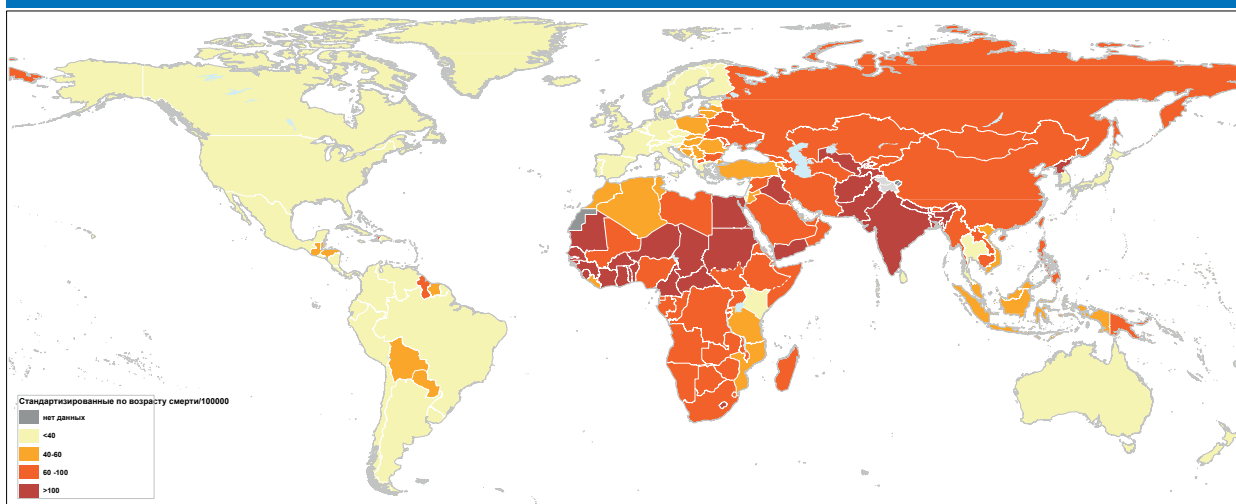 Стандартизированные по возрасту смерти/100000
нет данных
<40
40-60
60 -100
>100